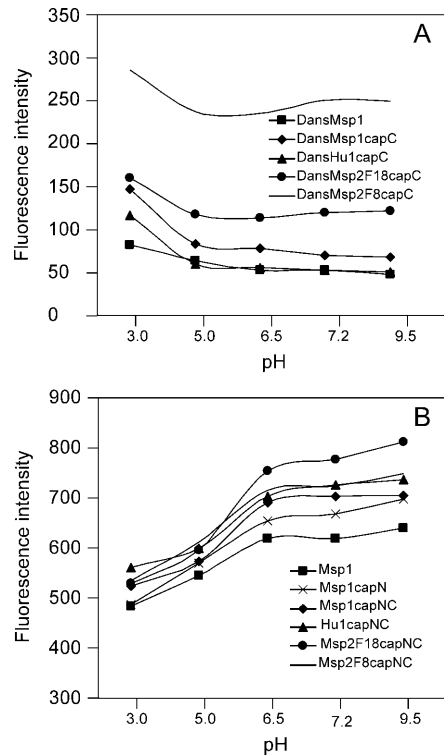 A
350
300
250
200
150
100
50
0
Fluorescence intensity
DansMsp1
DansMsp1capC
DansHu1capC
DansMsp2F18capC
DansMsp2F8capC
3.0 5.0 6.5 7.2 9.5
pH
B
900
800
700
600
500
400
300
Fluorescence intensity
Msp1
Msp1capN
Msp1capNC
Hu1capNC
Msp2F18capNC
Msp2F8capNC
3.0 5.0 6.5 7.2 9.5
pH